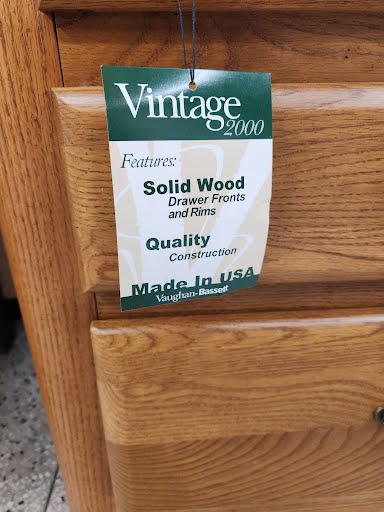 Vintage
2000
Features:
Solid Wood
Drawer Fronts
and Rims
Quality
Construction
Made In USA
Vaughan-Bassett